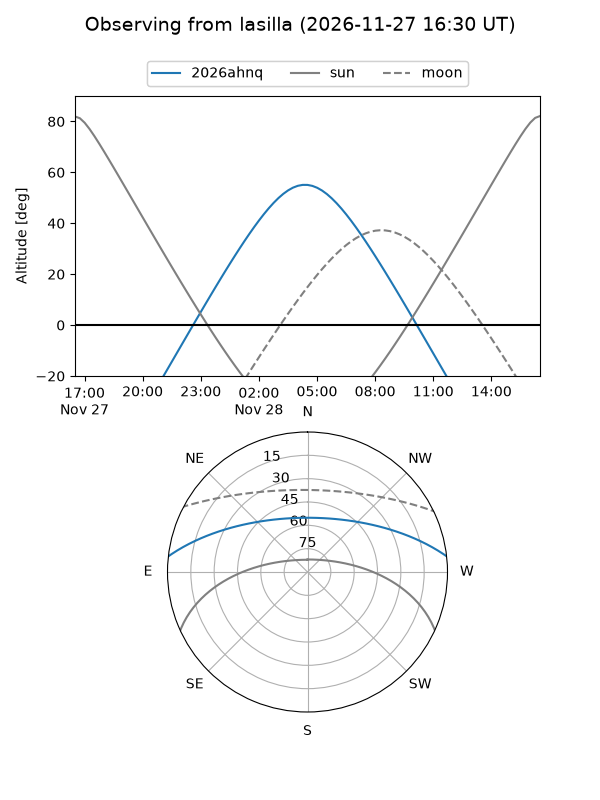 Observing from lasilla (2026-11-27 16:30 UT)
2026ahnq sun moon
Altitude [deg]
80
60
40
20
0
−20
17:00 20:00 23:00 02:00 05:00 08:00 11:00 14:00
Nov 27 Nov 28
N
NE NW
15
30
45
60
75
E W
SE SW
S